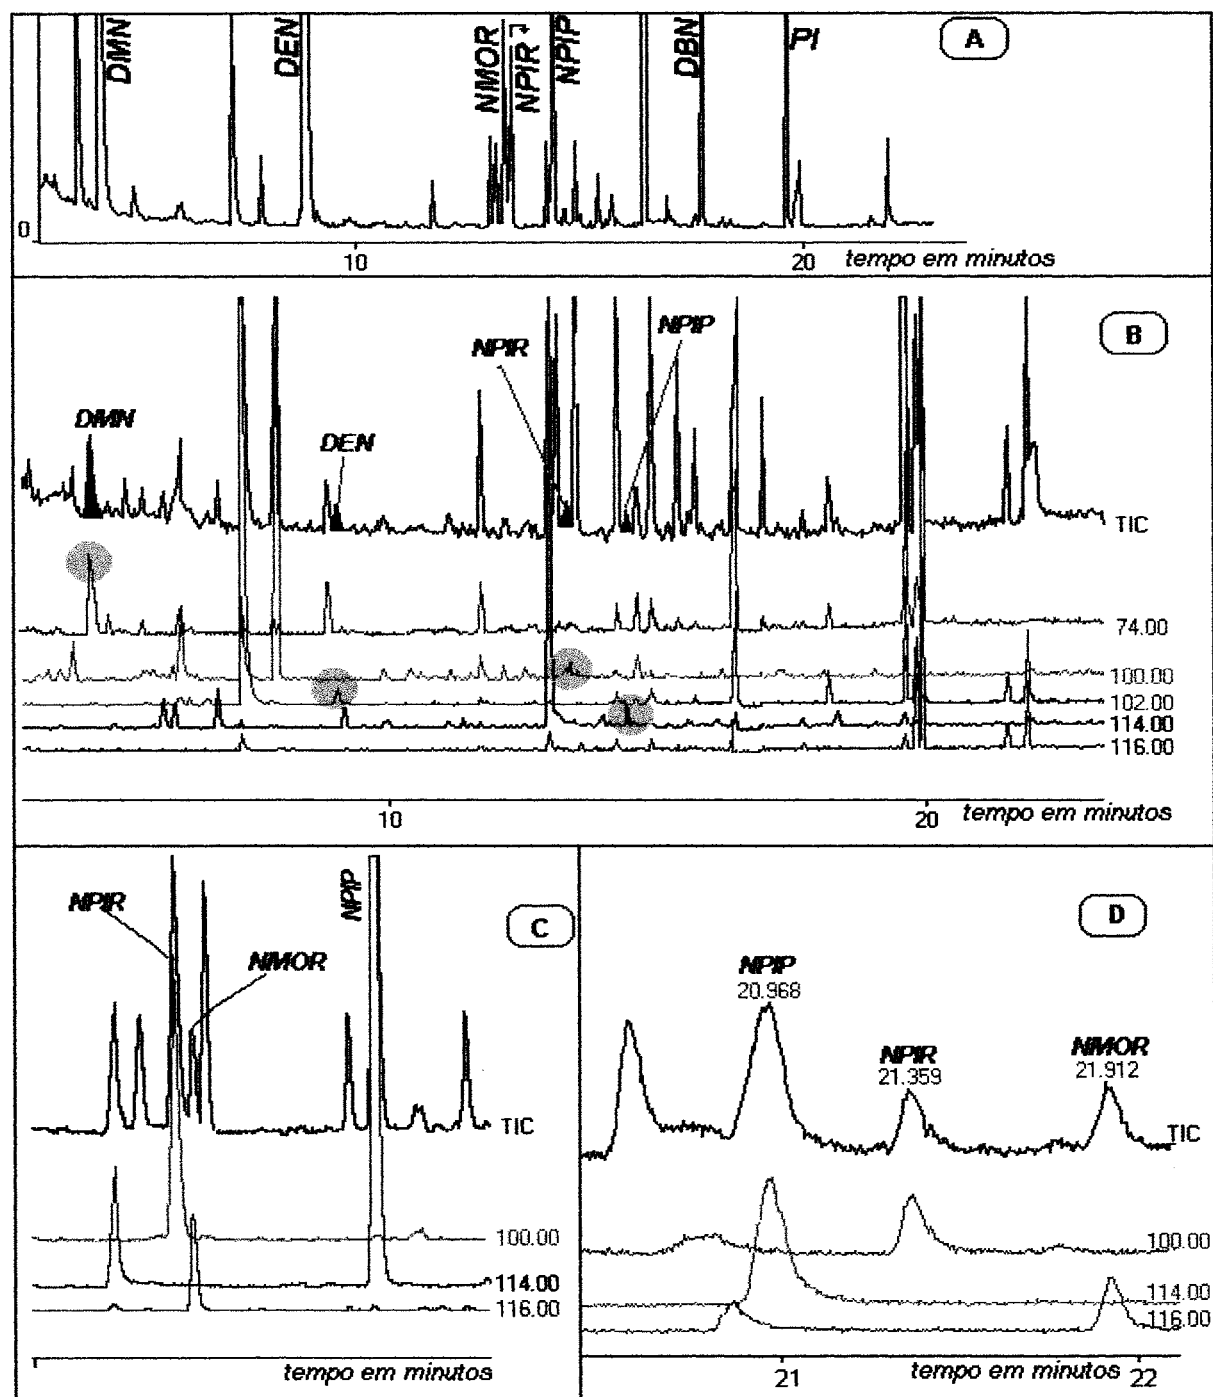 DMN
DEN
NMOR
NPIR
NPIP
DBN
PI
A
0
10
20
tempo em minutos
B
NPIP
NPIR
DMN
DEN
TIC
74.00
100.00
102.00
114.00
116.00
10
20
tempo em minutos
NPIR
NPIP
C
NMOR
TIC
100.00
114.00
116.00
tempo em minutos
D
NPIP
20.968
NPIR
21.359
NMOR
21.912
TIC
100.00
114.00
116.00
21
tempo em minutos
22